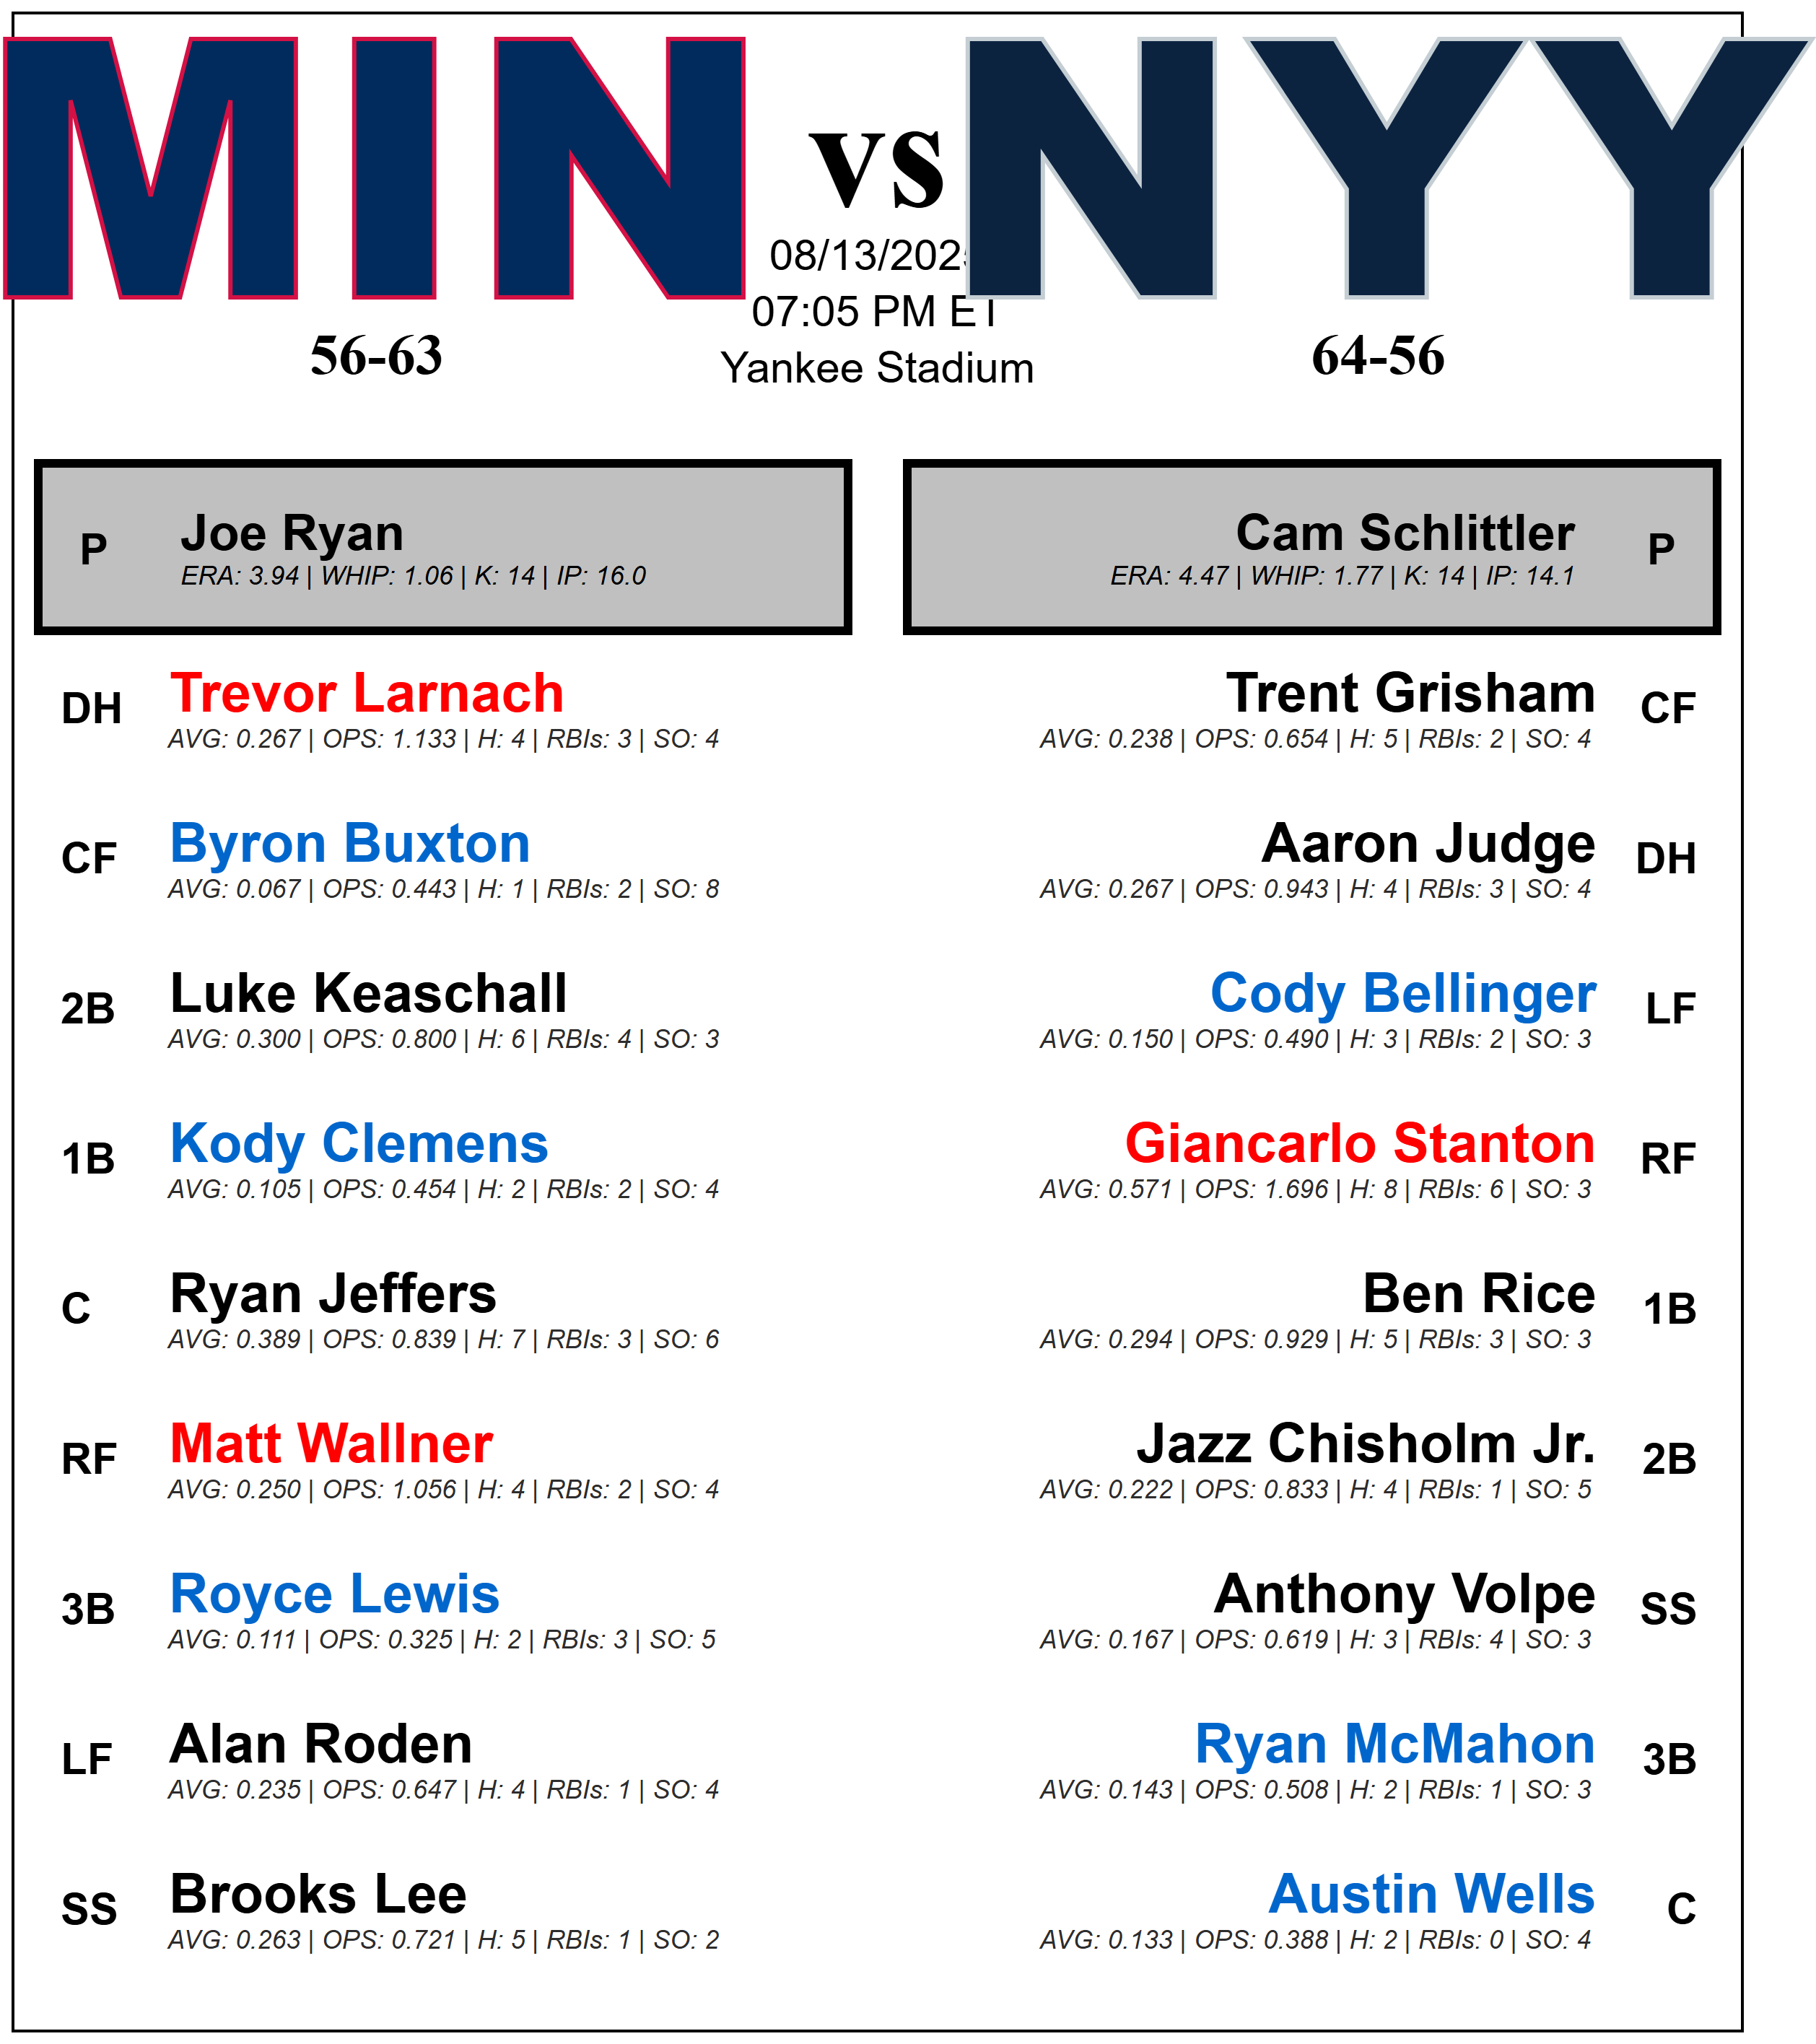 MIN vs NYY
08/13/2025
07:05 PM ET
56-63 Yankee Stadium 64-56
P Joe Ryan
ERA: 3.94 | WHIP: 1.06 | K: 14 | IP: 16.0
Cam Schlittler P
ERA: 4.47 | WHIP: 1.77 | K: 14 | IP: 14.1
DH Trevor Larnach
AVG: 0.267 | OPS: 1.133 | H: 4 | RBIs: 3 | SO: 4
Trent Grisham CF
AVG: 0.238 | OPS: 0.654 | H: 5 | RBIs: 2 | SO: 4
CF Byron Buxton
AVG: 0.067 | OPS: 0.443 | H: 1 | RBIs: 2 | SO: 8
Aaron Judge DH
AVG: 0.267 | OPS: 0.943 | H: 4 | RBIs: 3 | SO: 4
2B Luke Keaschall
AVG: 0.300 | OPS: 0.800 | H: 6 | RBIs: 4 | SO: 3
Cody Bellinger LF
AVG: 0.150 | OPS: 0.490 | H: 3 | RBIs: 2 | SO: 3
1B Kody Clemens
AVG: 0.105 | OPS: 0.454 | H: 2 | RBIs: 2 | SO: 4
Giancarlo Stanton RF
AVG: 0.571 | OPS: 1.696 | H: 8 | RBIs: 6 | SO: 3
C Ryan Jeffers
AVG: 0.389 | OPS: 0.839 | H: 7 | RBIs: 3 | SO: 6
Ben Rice 1B
AVG: 0.294 | OPS: 0.929 | H: 5 | RBIs: 3 | SO: 3
RF Matt Wallner
AVG: 0.250 | OPS: 1.056 | H: 4 | RBIs: 2 | SO: 4
Jazz Chisholm Jr. 2B
AVG: 0.222 | OPS: 0.833 | H: 4 | RBIs: 1 | SO: 5
3B Royce Lewis
AVG: 0.111 | OPS: 0.325 | H: 2 | RBIs: 3 | SO: 5
Anthony Volpe SS
AVG: 0.167 | OPS: 0.619 | H: 3 | RBIs: 4 | SO: 3
LF Alan Roden
AVG: 0.235 | OPS: 0.647 | H: 4 | RBIs: 1 | SO: 4
Ryan McMahon 3B
AVG: 0.143 | OPS: 0.508 | H: 2 | RBIs: 1 | SO: 3
SS Brooks Lee
AVG: 0.263 | OPS: 0.721 | H: 5 | RBIs: 1 | SO: 2
Austin Wells C
AVG: 0.133 | OPS: 0.388 | H: 2 | RBIs: 0 | SO: 4